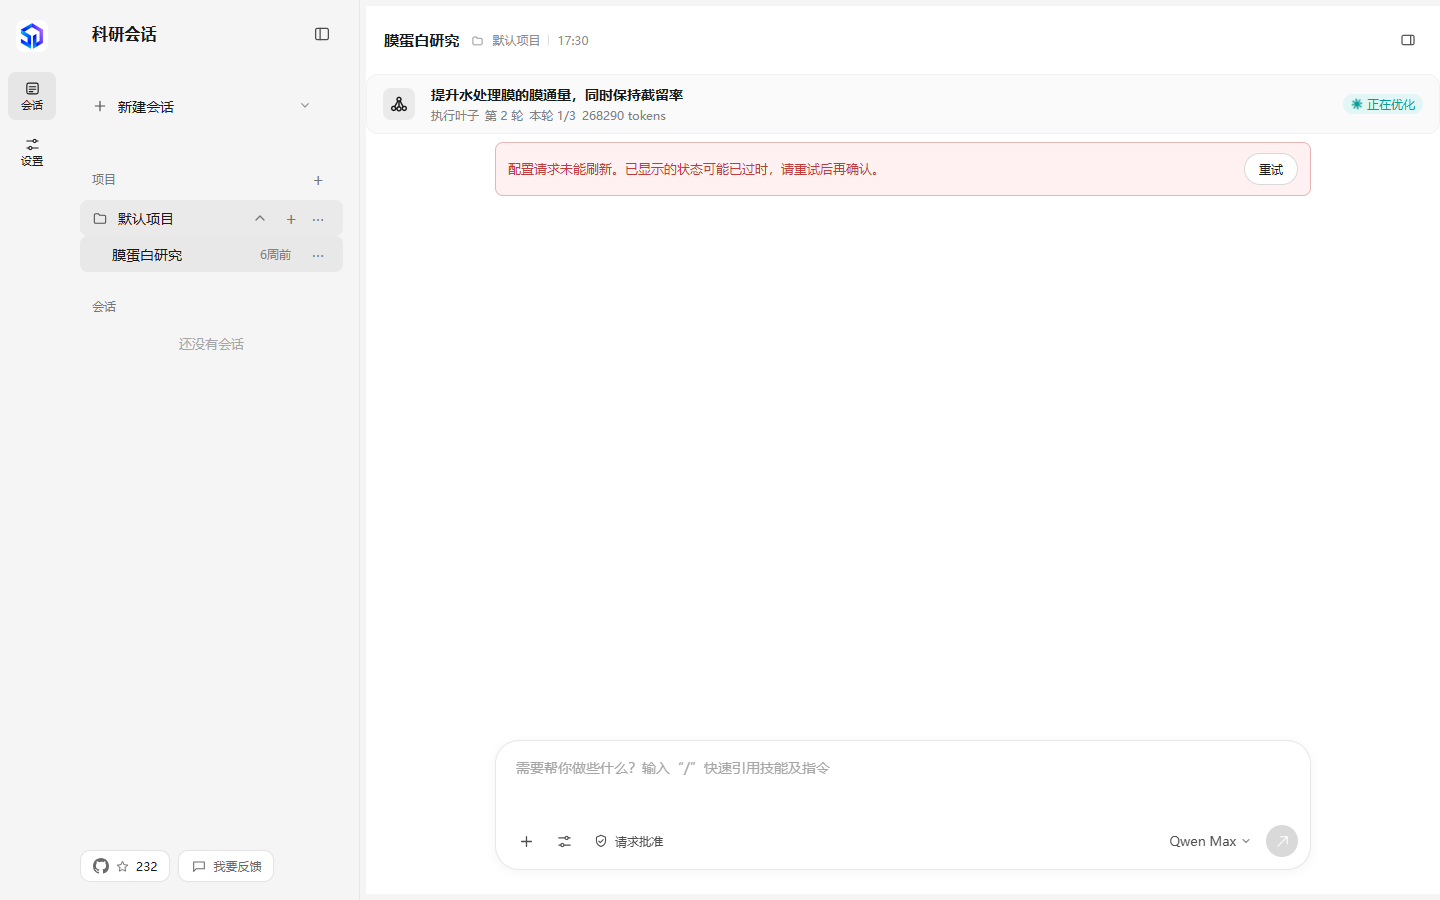 科研会话
会话
设置
新建会话
项目
默认项目
膜蛋白研究 6周前
会话
还没有会话
232
我要反馈
膜蛋白研究 默认项目 17:30
提升水处理膜的膜通量，同时保持截留率
执行叶子 第 2 轮 本轮 1/3 268290 tokens
正在优化
配置请求未能刷新。已显示的状态可能已过时，请重试后再确认。
重试
需要帮你做些什么？输入“/”快速引用技能及指令
请求批准
Qwen Max